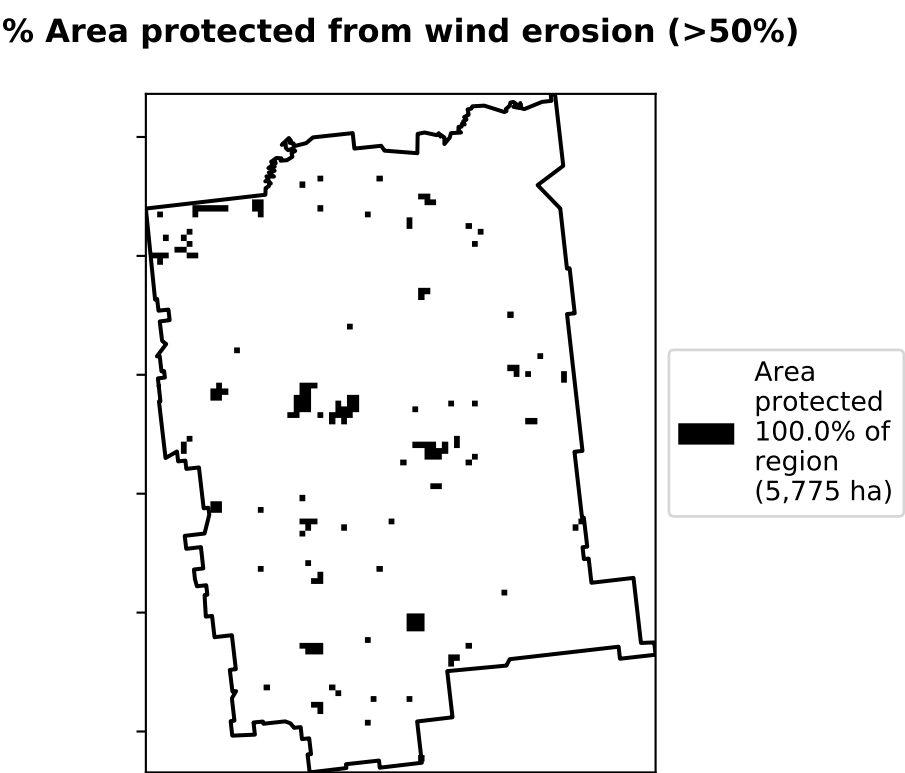 % Area protected from wind erosion (>50%)
Area
protected
100.0% of
region
(5,775 ha)